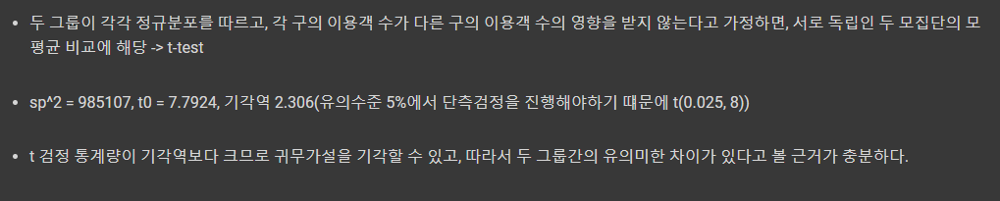 • 두 그룹이 각각 정규분포를 따르고, 각 구의 이용객 수가 다른 구의 이용객 수의 영향을 받지 않는다고 가정하면, 서로 독립인 두 모집단의 모
평균 비교에 해당 -> t-test
• sp^2 = 985107, t0 = 7.7924, 기각역 2.306(유의수준 5%에서 단측검정을 진행해야하기 떄문에 t(0.025, 8))
• t 검정 통계량이 기각역보다 크므로 귀무가설을 기각할 수 있고, 따라서 두 그룹간의 유의미한 차이가 있다고 볼 근거가 충분하다.